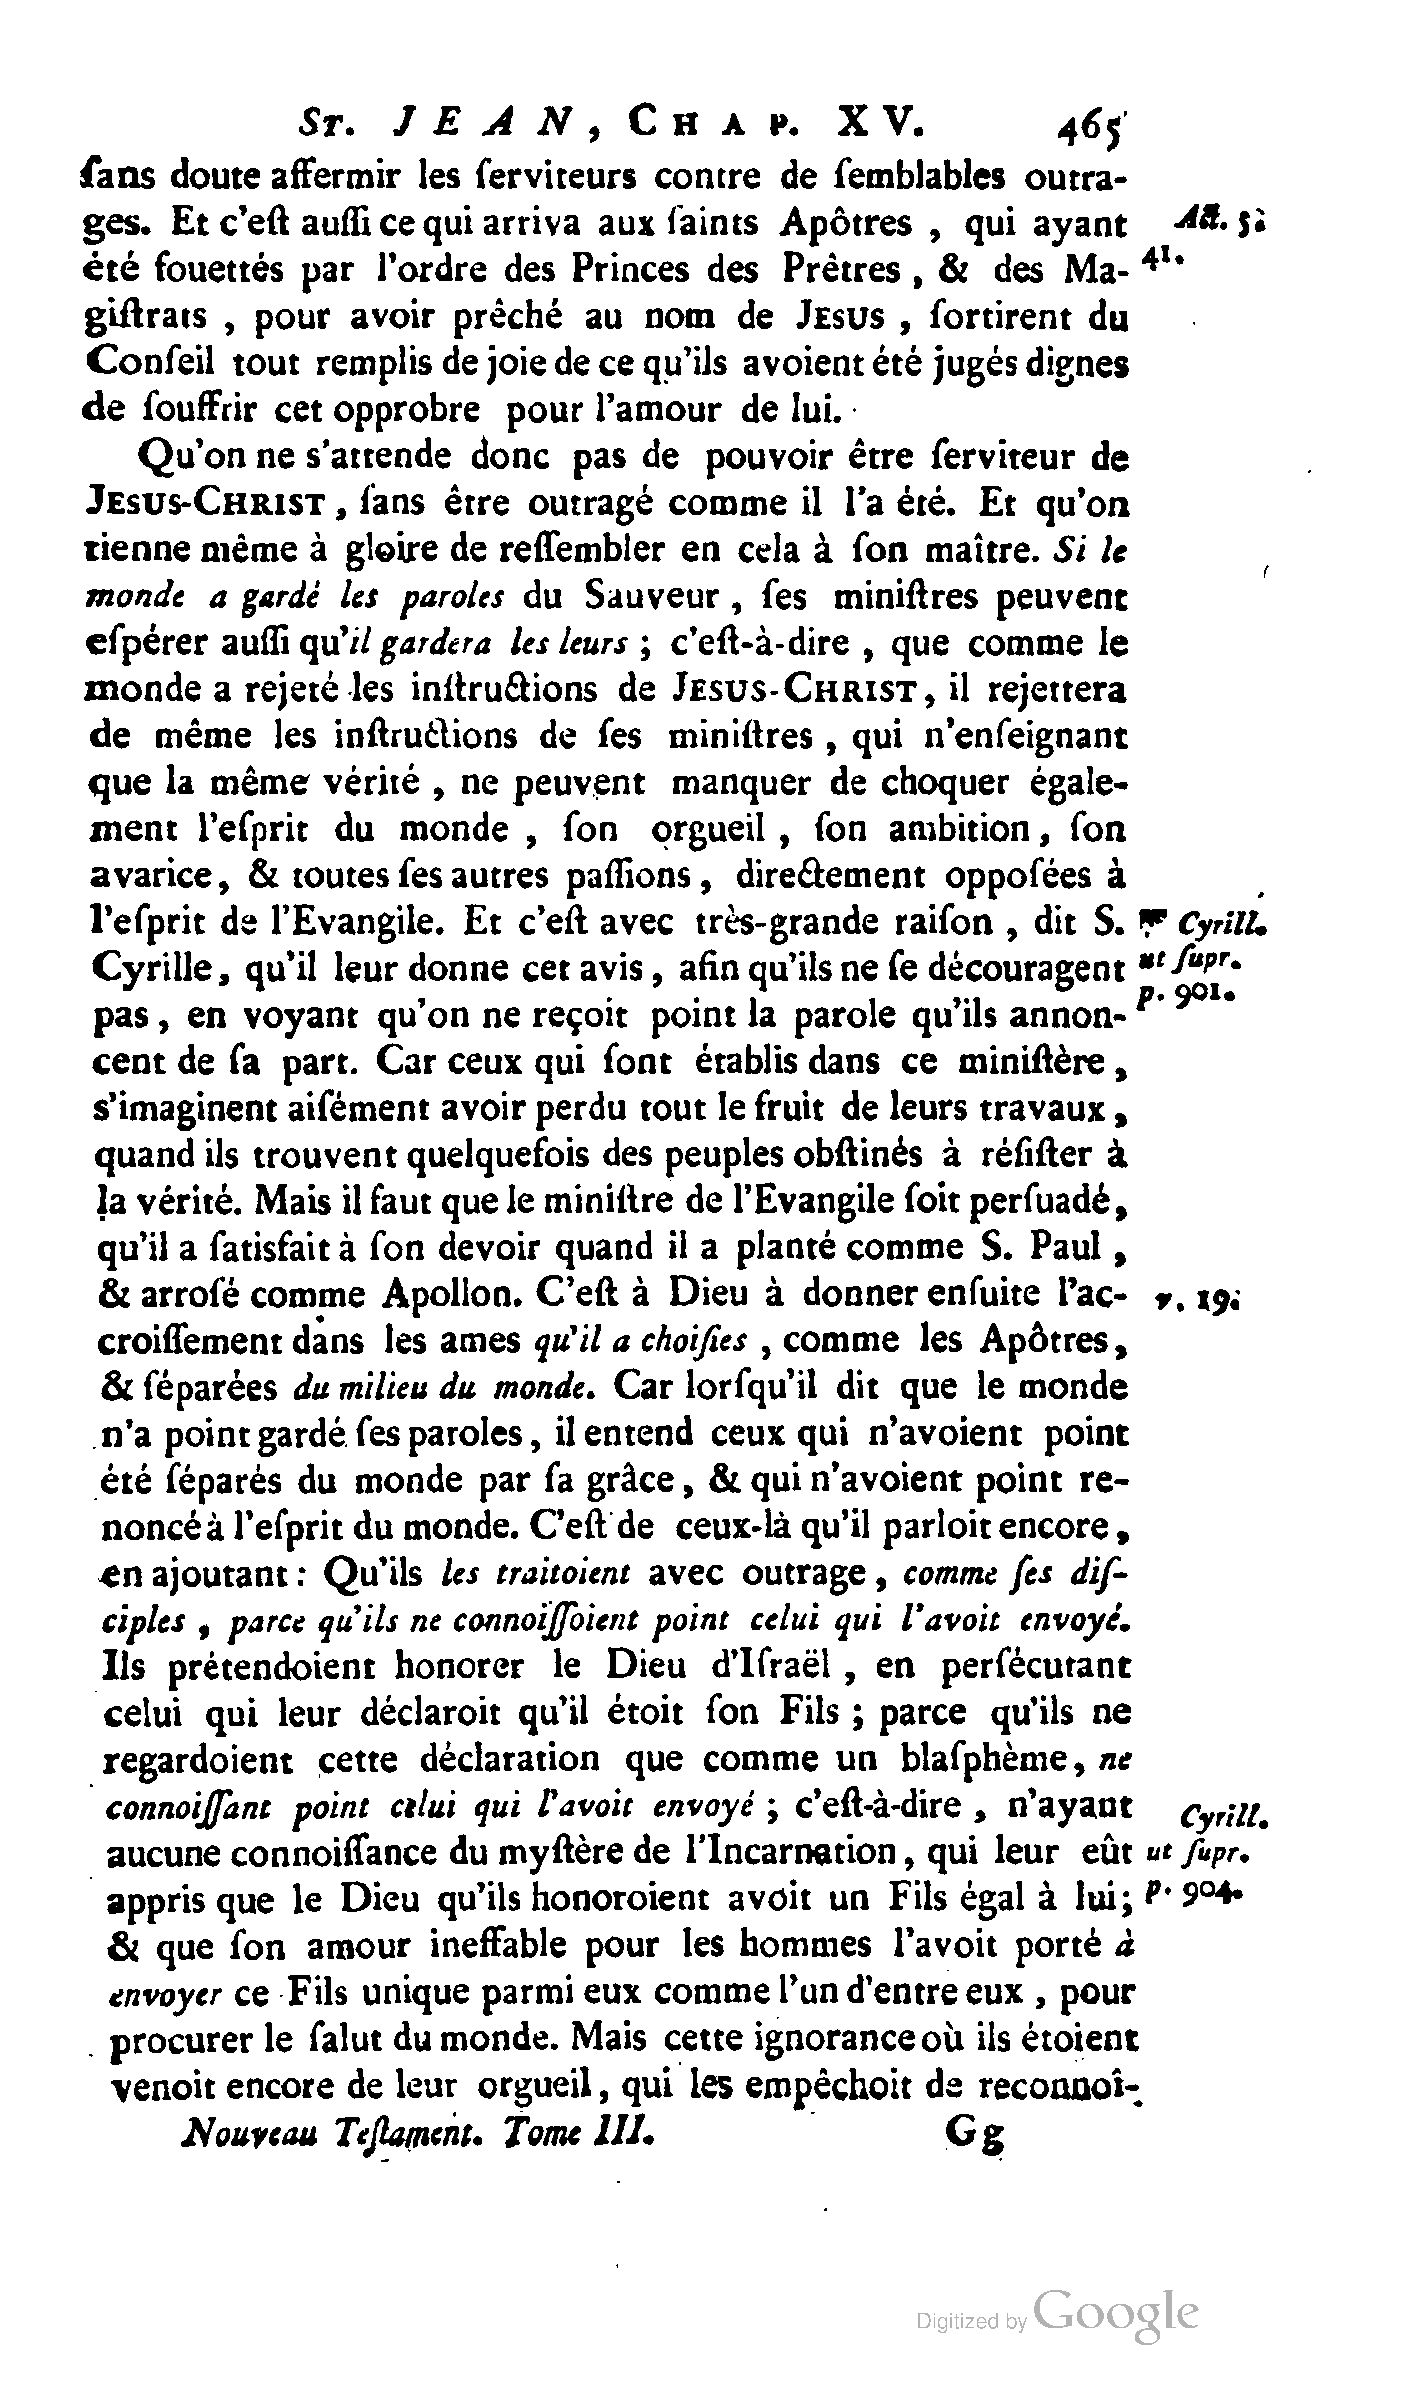 St. JEAN, CHAP. XV. 465
ſans doute affermir les ſerviteurs contre de ſemblables outra-
ges. Et c'eſt auſſi ce qui arriva aux ſaints Apôtres, qui ayant
Act. 5.
été fouettés par l'ordre des Princes des Prêtres, & des Ma-
41.
giſtrats, pour avoir prêché au nom de JESUS, ſortirent du
Conſeil tout remplis de joie de ce qu'ils avoient été jugés dignes
de ſouffrir cet opprobre pour l'amour de lui.
Qu'on ne s'attende donc pas de pouvoir être ſerviteur de
JESUS-CHRIST, ſans être outragé comme il l'a été. Et qu'on
tienne même à gloire de reſſembler en cela à ſon maître. Si le
monde a gardé les paroles du Sauveur, ſes miniſtres peuvent
eſpérer auſſi qu'il gardera les leurs; c'eſt-à-dire, que comme le
monde a rejeté les inſtructions de JESUS-CHRIST, il rejettera
de même les inſtructions de ſes miniſtres, qui n'enſeignant
que la même vérité, ne peuvent manquer de choquer égale-
ment l'eſprit du monde, ſon orgueil, ſon ambition, ſon
avarice, & toutes ſes autres paſſions, directement oppoſées à
l'eſprit de l'Evangile. Et c'eſt avec très-grande raiſon, dit S.
Cyrill.
Cyrille, qu'il leur donne cet avis, afin qu'ils ne ſe découragent
ut ſupr.
p. 901.
pas, en voyant qu'on ne reçoit point la parole qu'ils annon-
cent de ſa part. Car ceux qui ſont établis dans ce miniſtère,
s'imaginent aiſément avoir perdu tout le fruit de leurs travaux,
quand ils trouvent quelquefois des peuples obſtinés à réſiſter à
la vérité. Mais il faut que le miniſtre de l'Evangile ſoit perſuadé,
qu'il a ſatisfait à ſon devoir quand il a planté comme S. Paul,
& arroſé comme Apollon. C'eſt à Dieu à donner enſuite l'ac-
v. 19.
croiſſement dans les ames qu'il a choiſies, comme les Apôtres,
& ſéparées du milieu du monde. Car lorſqu'il dit que le monde
n'a point gardé ſes paroles, il entend ceux qui n'avoient point
été ſéparés du monde par ſa grâce, & qui n'avoient point re-
noncé à l'eſprit du monde. C'eſt de ceux-là qu'il parloit encore,
en ajoutant: Qu'ils les traitoient avec outrage, comme ſes diſ-
ciples, parce qu'ils ne connoiſſoient point celui qui l'avoit envoyé.
Ils prétendoient honorer le Dieu d'Iſraël, en perſécutant
celui qui leur déclaroit qu'il étoit ſon Fils; parce qu'ils ne
regardoient cette déclaration que comme un blaſphème, ne
connoiſſant point celui qui l'avoit envoyé; c'eſt-à-dire, n'ayant
Cyrill.
aucune connoiſſance du myſtère de l'Incarnation, qui leur eût
ut ſupr.
appris que le Dieu qu'ils honoroient avoit un Fils égal à lui;
p. 904.
& que ſon amour ineffable pour les hommes l'avoit porté à
envoyer ce Fils unique parmi eux comme l'un d'entre eux, pour
procurer le ſalut du monde. Mais cette ignorance où ils étoient
venoit encore de leur orgueil, qui les empêchoit de reconnoî-
Nouveau Teſtament. Tome III. Gg
Digitized by Google